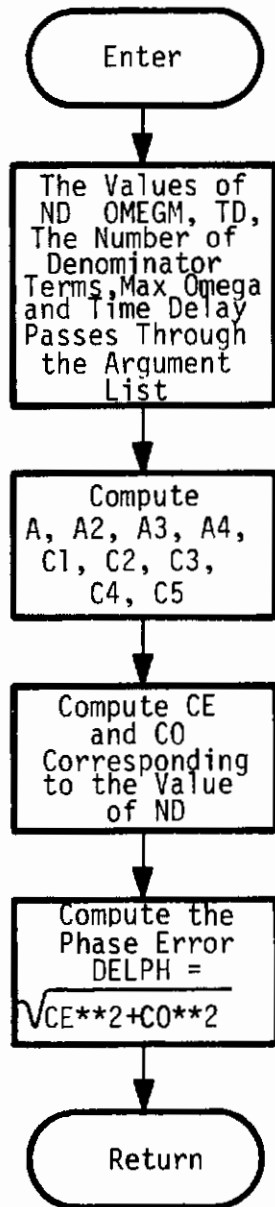 Enter
The Values of
ND OMEGM, TD,
The Number of
Denominator
Terms,Max Omega
and Time Delay
Passes Through
the Argument
List
Compute
A, A2, A3, A4,
C1, C2, C3,
C4, C5
Compute CE
and CO
Corresponding
to the Value
of ND
Compute the
Phase Error
DELPH =
√CE**2+CO**2
Return